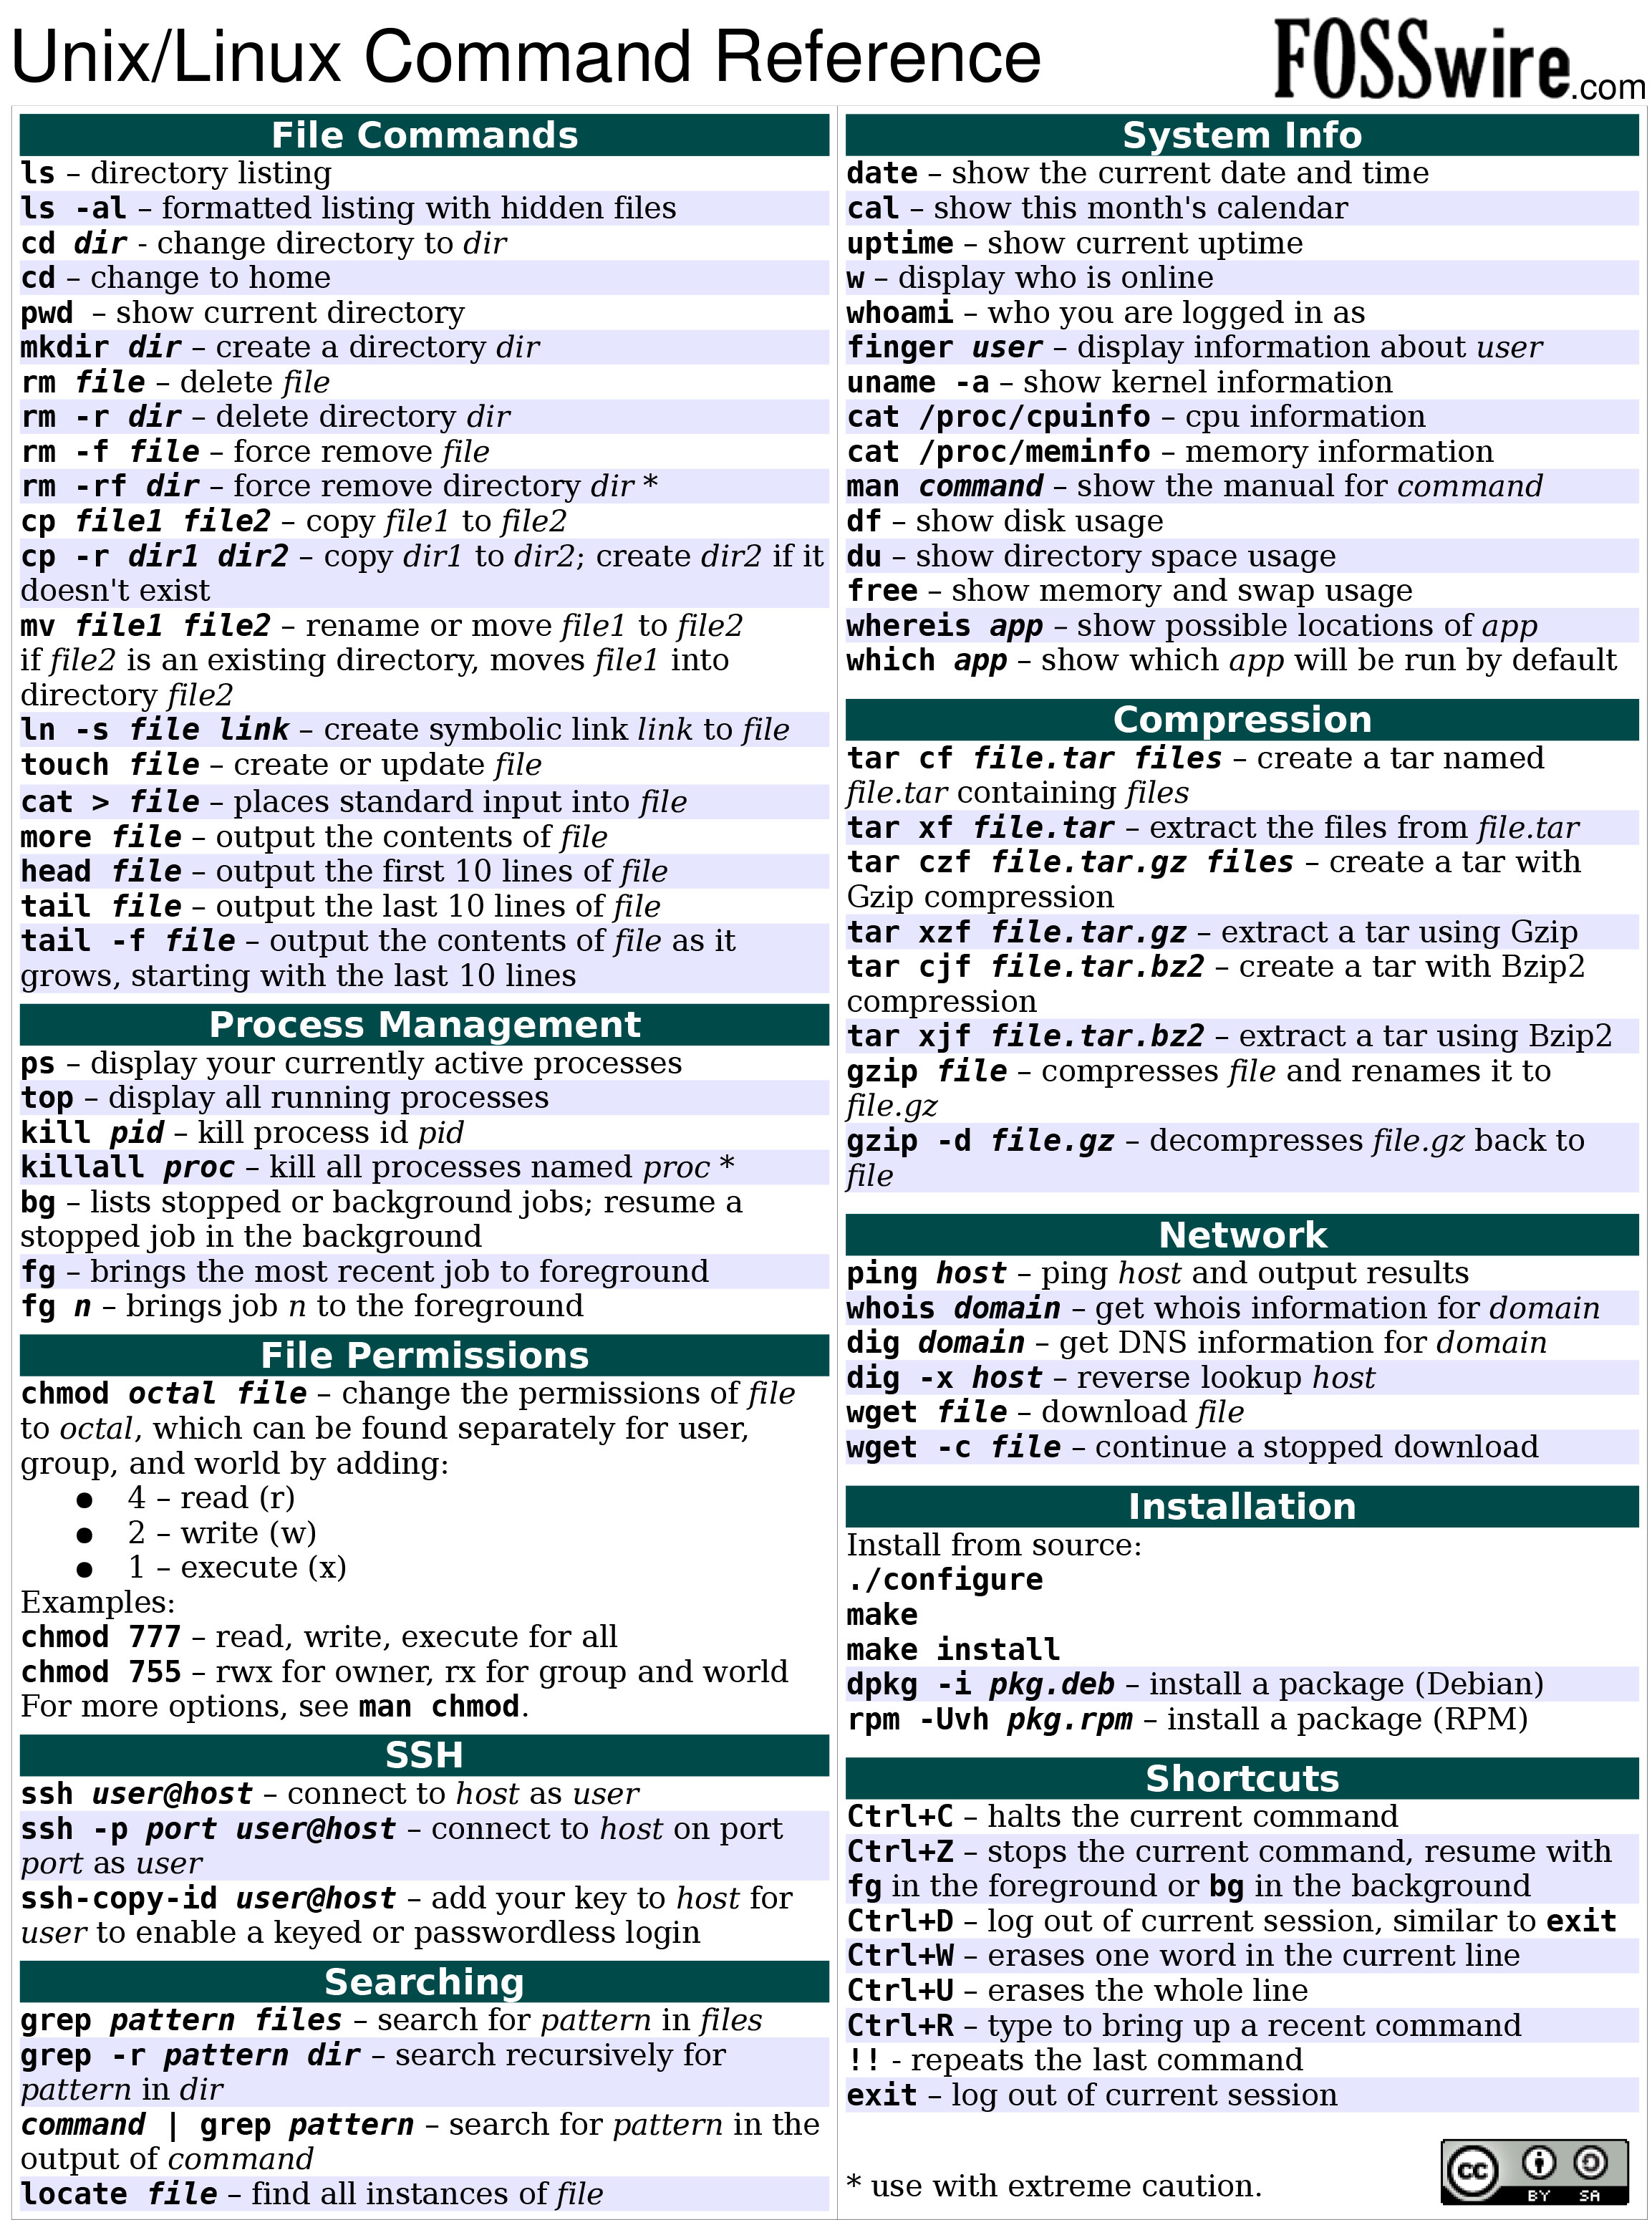 Unix/Linux Command Reference
FOSSwire.com
File Commands
ls – directory listing
ls -al – formatted listing with hidden files
cd dir - change directory to dir
cd – change to home
pwd – show current directory
mkdir dir – create a directory dir
rm file – delete file
rm -r dir – delete directory dir
rm -f file – force remove file
rm -rf dir – force remove directory dir *
cp file1 file2 – copy file1 to file2
cp -r dir1 dir2 – copy dir1 to dir2; create dir2 if it
doesn't exist
mv file1 file2 – rename or move file1 to file2
if file2 is an existing directory, moves file1 into
directory file2
ln -s file link – create symbolic link link to file
touch file – create or update file
cat > file – places standard input into file
more file – output the contents of file
head file – output the first 10 lines of file
tail file – output the last 10 lines of file
tail -f file – output the contents of file as it
grows, starting with the last 10 lines
Process Management
ps – display your currently active processes
top – display all running processes
kill pid – kill process id pid
killall proc – kill all processes named proc *
bg – lists stopped or background jobs; resume a
stopped job in the background
fg – brings the most recent job to foreground
fg n – brings job n to the foreground
File Permissions
chmod octal file – change the permissions of file
to octal, which can be found separately for user,
group, and world by adding:
● 4 – read (r)
● 2 – write (w)
● 1 – execute (x)
Examples:
chmod 777 – read, write, execute for all
chmod 755 – rwx for owner, rx for group and world
For more options, see man chmod.
SSH
ssh user@host – connect to host as user
ssh -p port user@host – connect to host on port
port as user
ssh-copy-id user@host – add your key to host for
user to enable a keyed or passwordless login
Searching
grep pattern files – search for pattern in files
grep -r pattern dir – search recursively for
pattern in dir
command | grep pattern – search for pattern in the
output of command
locate file – find all instances of file
System Info
date – show the current date and time
cal – show this month's calendar
uptime – show current uptime
w – display who is online
whoami – who you are logged in as
finger user – display information about user
uname -a – show kernel information
cat /proc/cpuinfo – cpu information
cat /proc/meminfo – memory information
man command – show the manual for command
df – show disk usage
du – show directory space usage
free – show memory and swap usage
whereis app – show possible locations of app
which app – show which app will be run by default
Compression
tar cf file.tar files – create a tar named
file.tar containing files
tar xf file.tar – extract the files from file.tar
tar czf file.tar.gz files – create a tar with
Gzip compression
tar xzf file.tar.gz – extract a tar using Gzip
tar cjf file.tar.bz2 – create a tar with Bzip2
compression
tar xjf file.tar.bz2 – extract a tar using Bzip2
gzip file – compresses file and renames it to
file.gz
gzip -d file.gz – decompresses file.gz back to
file
Network
ping host – ping host and output results
whois domain – get whois information for domain
dig domain – get DNS information for domain
dig -x host – reverse lookup host
wget file – download file
wget -c file – continue a stopped download
Installation
Install from source:
./configure
make
make install
dpkg -i pkg.deb – install a package (Debian)
rpm -Uvh pkg.rpm – install a package (RPM)
Shortcuts
Ctrl+C – halts the current command
Ctrl+Z – stops the current command, resume with
fg in the foreground or bg in the background
Ctrl+D – log out of current session, similar to exit
Ctrl+W – erases one word in the current line
Ctrl+U – erases the whole line
Ctrl+R – type to bring up a recent command
!! - repeats the last command
exit – log out of current session
* use with extreme caution.
cc BY SA